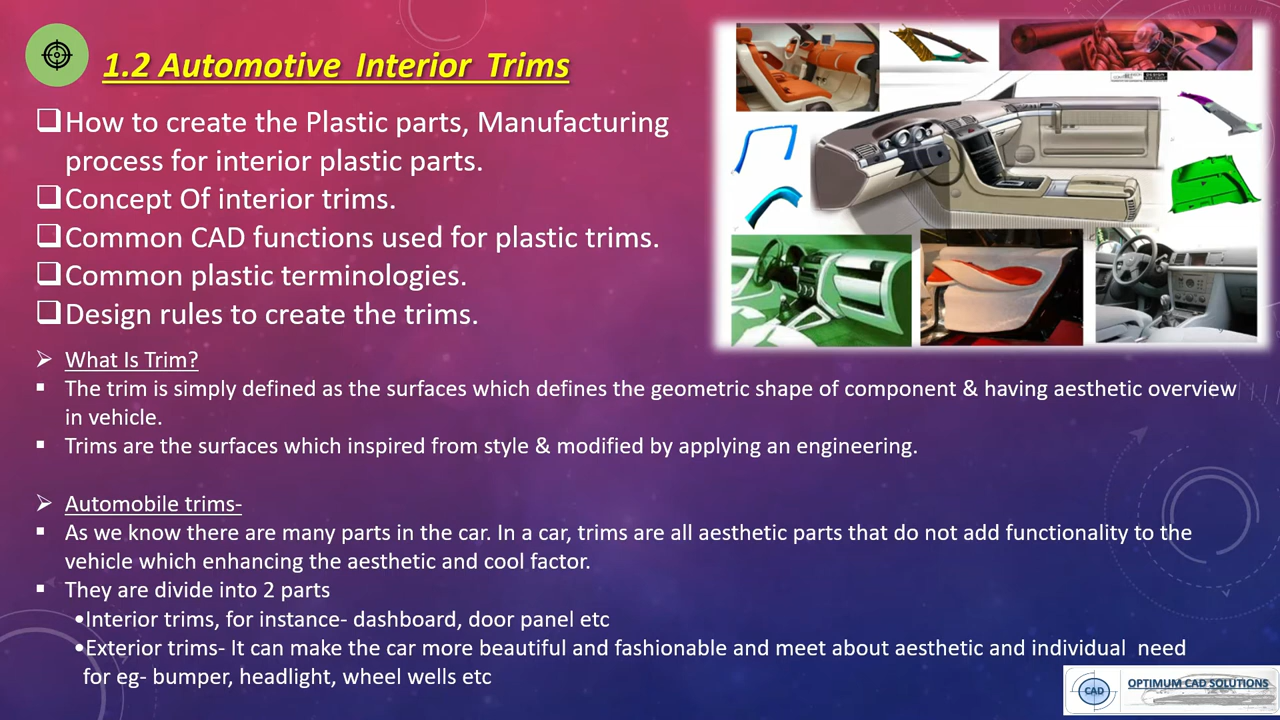 1.2 Automotive Interior Trims
❑How to create the Plastic parts, Manufacturing
process for interior plastic parts.
❑Concept Of interior trims.
❑Common CAD functions used for plastic trims.
❑Common plastic terminologies.
❑Design rules to create the trims.
➢ What Is Trim?
▪ The trim is simply defined as the surfaces which defines the geometric shape of component & having aesthetic overview
in vehicle.
▪ Trims are the surfaces which inspired from style & modified by applying an engineering.
➢ Automobile trims-
▪ As we know there are many parts in the car. In a car, trims are all aesthetic parts that do not add functionality to the
vehicle which enhancing the aesthetic and cool factor.
▪ They are divide into 2 parts
•Interior trims, for instance- dashboard, door panel etc
•Exterior trims- It can make the car more beautiful and fashionable and meet about aesthetic and individual need
for eg- bumper, headlight, wheel wells etc
CAD
OPTIMUM CAD SOLUTIONS